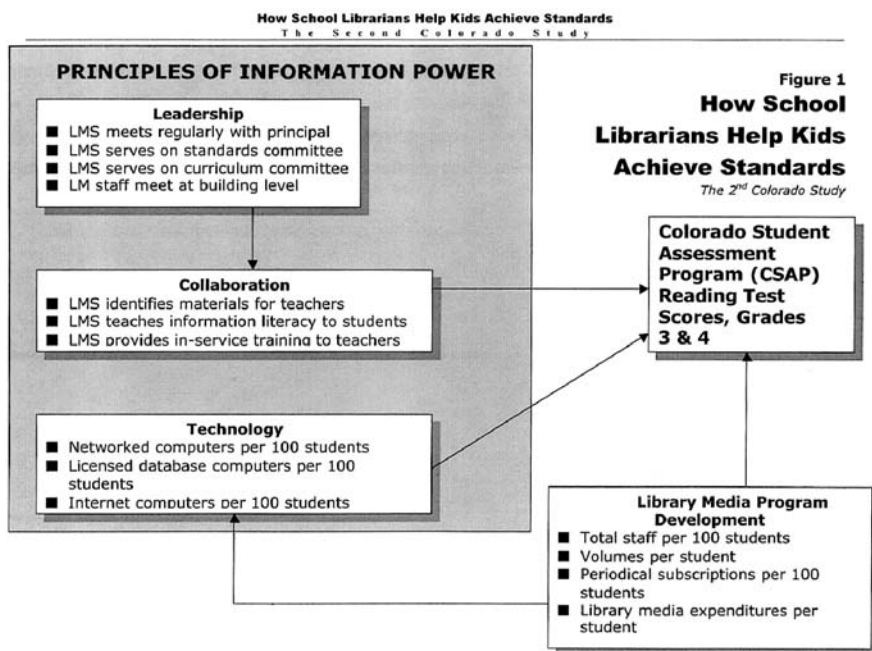 How School Librarians Help Kids Achieve Standards
The Second Colorado Study
PRINCIPLES OF INFORMATION POWER
Leadership
■ LMS meets regularly with principal
■ LMS serves on standards committee
■ LMS serves on curriculum committee
■ LM staff meet at building level
Collaboration
■ LMS identifies materials for teachers
■ LMS teaches information literacy to students
■ LMS provides in-service training to teachers
Technology
■ Networked computers per 100 students
■ Licensed database computers per 100
students
■ Internet computers per 100 students
Figure 1
How School
Librarians Help Kids
Achieve Standards
The 2nd Colorado Study
Colorado Student
Assessment
Program (CSAP)
Reading Test
Scores, Grades
3 & 4
Library Media Program
Development
■ Total staff per 100 students
■ Volumes per student
■ Periodical subscriptions per 100
students
■ Library media expenditures per
student